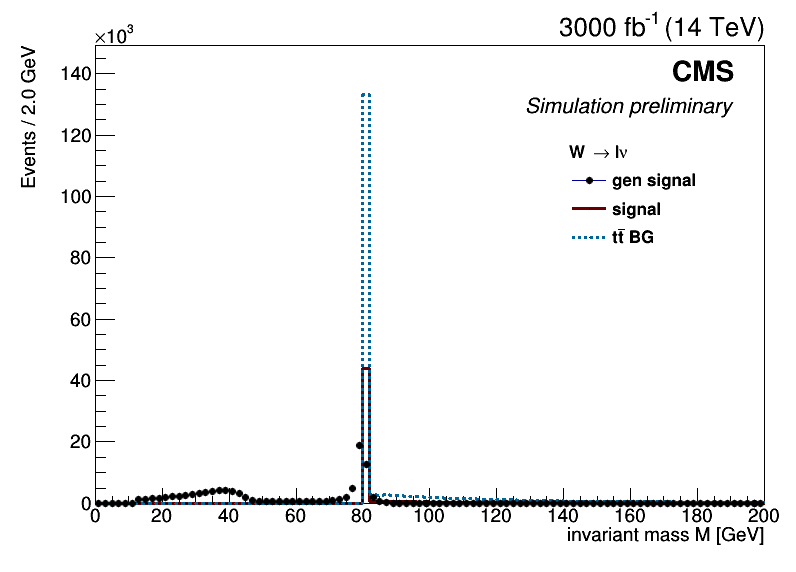 ×10³
3000 fb⁻¹ (14 TeV)
Events / 2.0 GeV
CMS
Simulation preliminary
W → lν
gen signal
signal
tt̄ BG
140
120
100
80
60
40
20
0
0 20 40 60 80 100 120 140 160 180 200
invariant mass M [GeV]